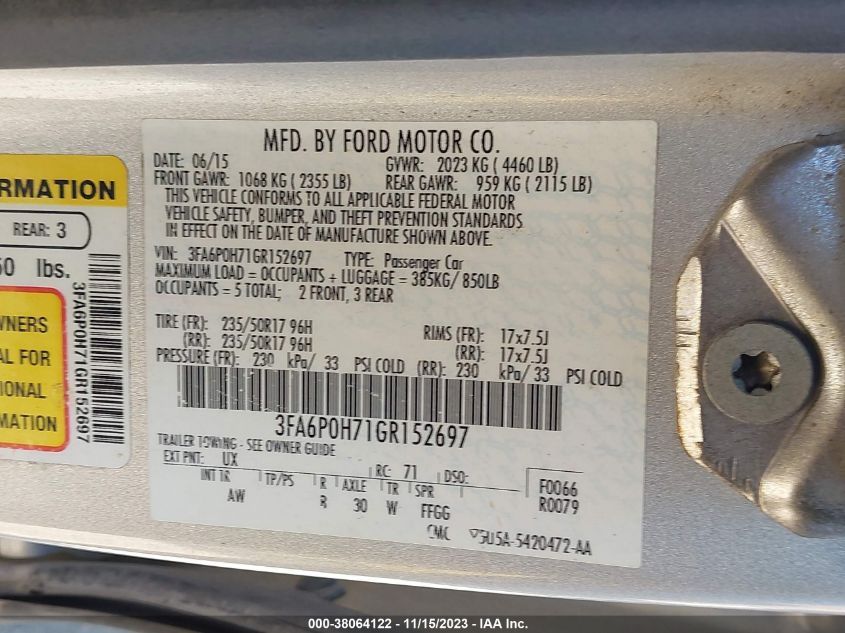 MFD. BY FORD MOTOR CO.
DATE: 06/15
GVWR: 2023 KG ( 4460 LB)
FRONT GAWR: 1068 KG ( 2355 LB)
REAR GAWR: 959 KG ( 2115 LB)
THIS VEHICLE CONFORMS TO ALL APPLICABLE FEDERAL MOTOR
VEHICLE SAFETY, BUMPER, AND THEFT PREVENTION STANDARDS
IN EFFECT ON THE DATE OF MANUFACTURE SHOWN ABOVE.
VIN: 3FA6P0H71GR152697 TYPE: Passenger Car
MAXIMUM LOAD = OCCUPANTS + LUGGAGE = 385KG/ 850LB
OCCUPANTS = 5 TOTAL; 2 FRONT, 3 REAR
TIRE (FR): 235/50R17 96H RIMS (FR): 17x7.5J
(RR): 235/50R17 96H (RR): 17x7.5J
PRESSURE (FR): 230 kPa/ 33 PSI COLD (RR): 230 kPa/ 33 PSI COLD
3FA6P0H71GR152697
TRAILER TOWING - SEE OWNER GUIDE
EXT PNT: UX RC: 71 DSO:
INT TR TP/PS R AXLE TR SPR
AW R 30 W FFGG
F0066
R0079
CMC 5U5A-5420472-AA
RMATION
REAR: 3
50 lbs.
3FA6P0H71GR152697
WNERS
AL FOR
IONAL
MATION
000-38064122 - 11/15/2023 - IAA Inc.